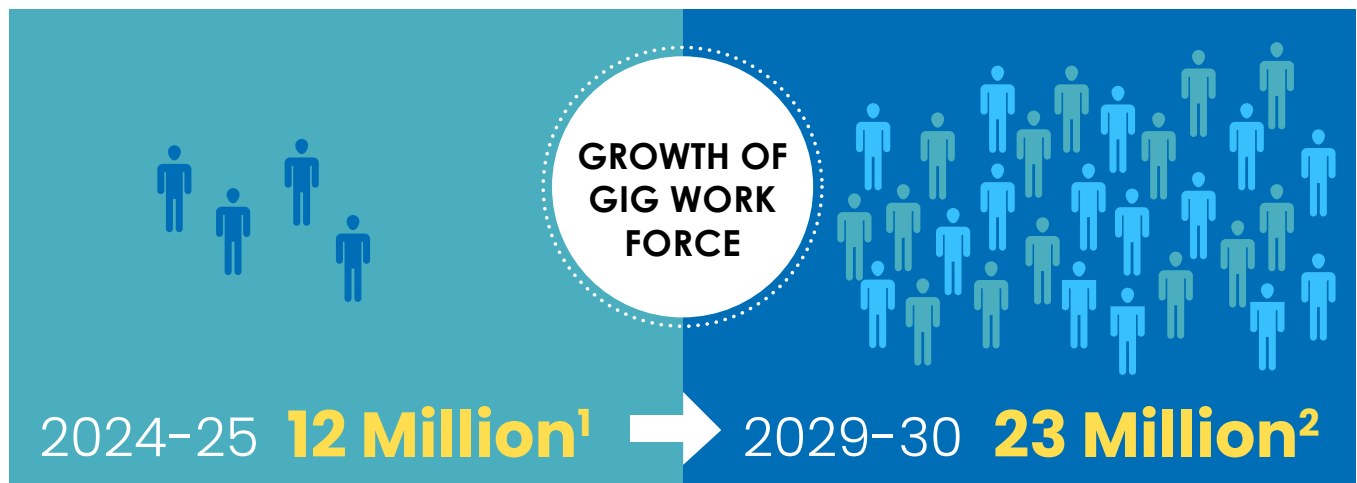 GROWTH OF
GIG WORK
FORCE
2024-25 12 Million¹
2029-30 23 Million²